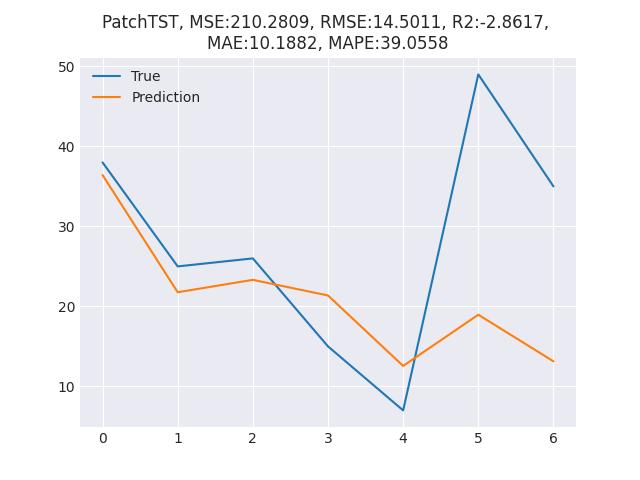 PatchTST, MSE:210.2809, RMSE:14.5011, R2:-2.8617,
MAE:10.1882, MAPE:39.0558
True
Prediction
50
40
30
20
10
0 1 2 3 4 5 6